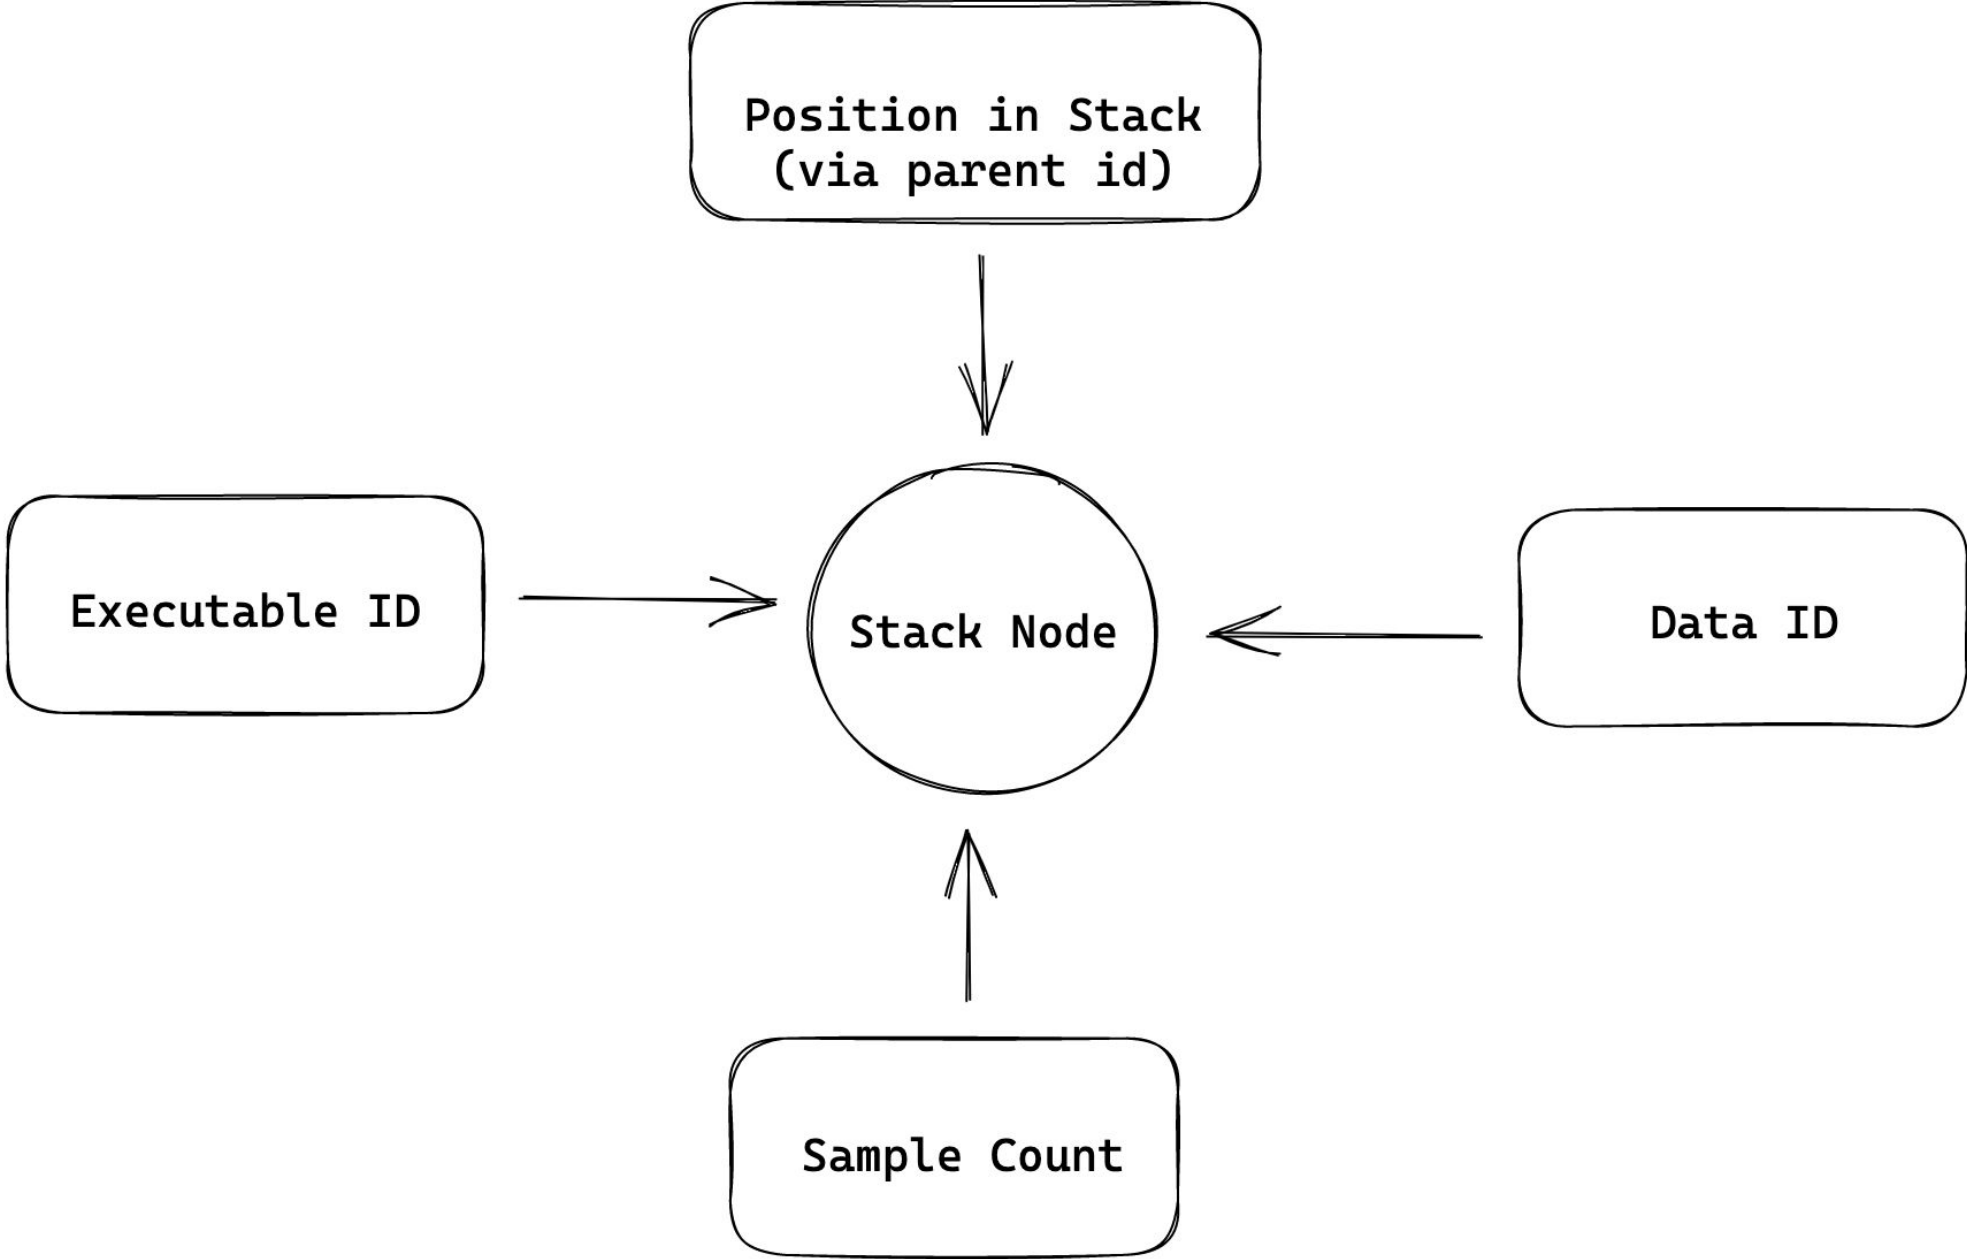 Position in Stack
(via parent id)
Executable ID
Stack Node
Data ID
Sample Count